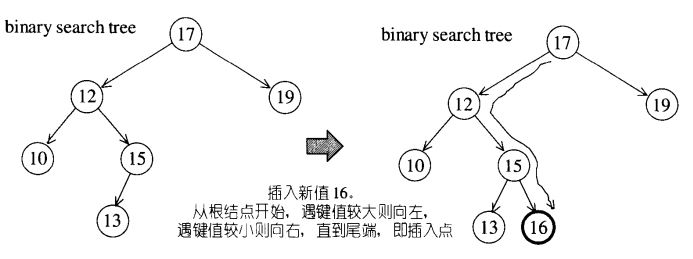 binary search tree
17
12
19
10
15
13
binary search tree
17
12
19
10
15
13
16
插入新值 16。
从根结点开始，遇键值较大则向左，
遇键值较小则向右，直到尾端，即插入点